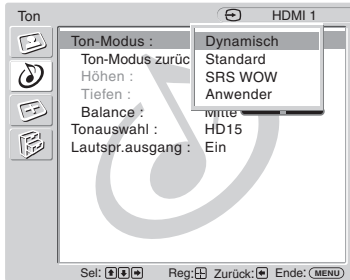 Ton
HDMI 1
Ton-Modus :
Dynamisch
Ton-Modus zurüc
Standard
Höhen :
SRS WOW
Tiefen :
Anwender
Balance :
Mitte
Tonauswahl :
HD15
Lautspr.ausgang :
Ein
Sel:
Reg:
Zurück:
Ende: MENU